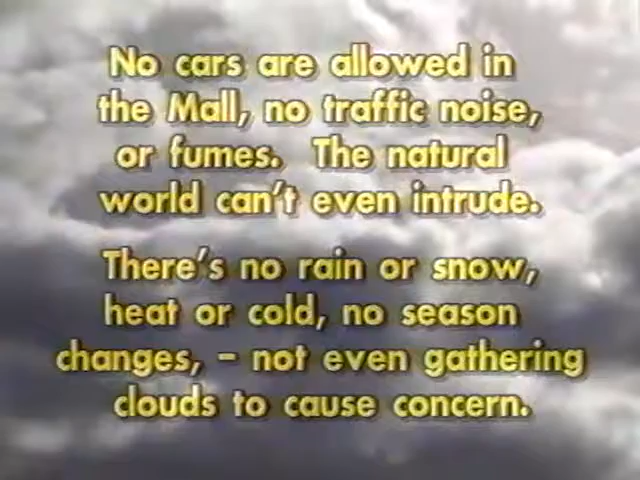 No cars are allowed in
the Mall, no traffic noise,
or fumes. The natural
world can't even intrude.
There's no rain or snow,
heat or cold, no season
changes, – not even gathering
clouds to cause concern.